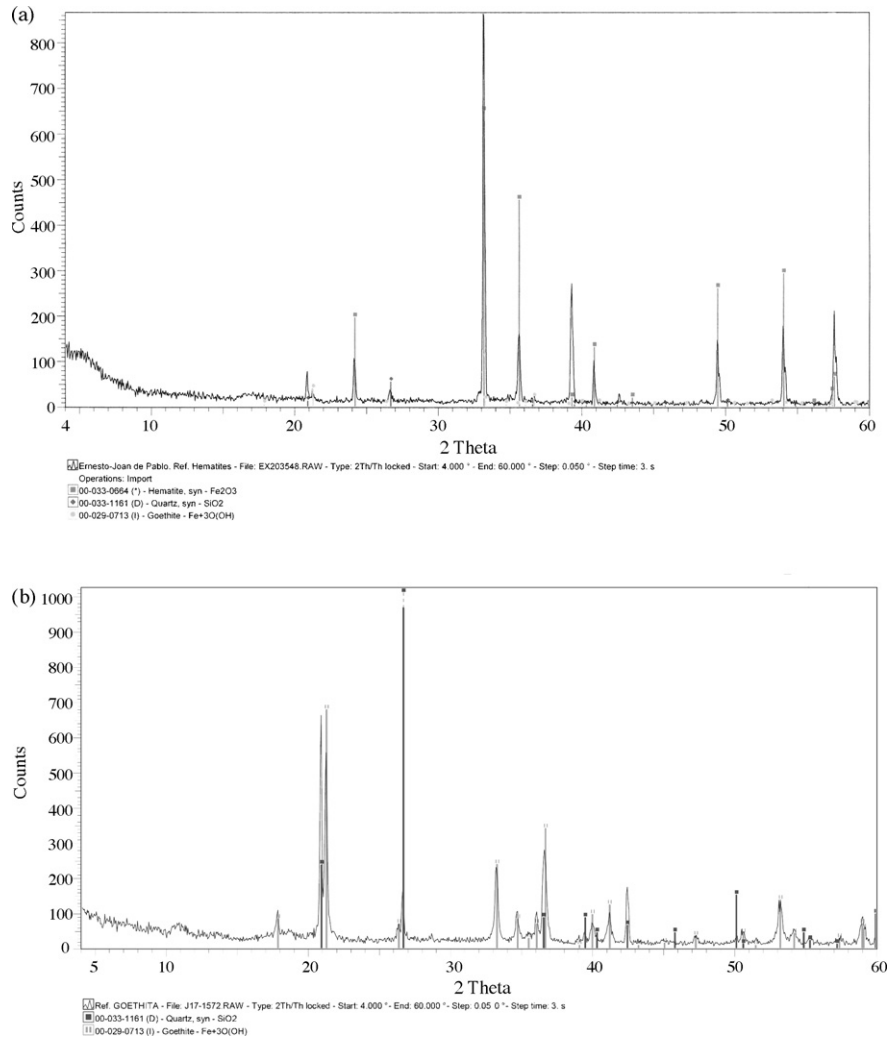 (a)
800
700
600
500
400
300
200
100
0
Counts
4 10 20 30 40 50 60
2 Theta
Ernesto-Joan de Pablo. Ref. Hematites - File: EX203548.RAW - Type: 2Th/Th locked - Start: 4.000 ° - End: 60.000 ° - Step: 0.050 ° - Step time: 3. s
Operations: Import
00-033-0664 (*) - Hematite, syn - Fe2O3
00-033-1161 (D) - Quartz, syn - SiO2
00-029-0713 (I) - Goethite - Fe+3O(OH)
(b)
1000
900
800
700
600
500
400
300
200
100
0
Counts
5 10 20 30 40 50 60
2 Theta
Ref. GOETHITA - File: J17-1572.RAW - Type: 2Th/Th locked - Start: 4.000 ° - End: 60.000 ° - Step: 0.05 0 ° - Step time: 3. s
00-033-1161 (D) - Quartz, syn - SiO2
00-029-0713 (I) - Goethite - Fe+3O(OH)